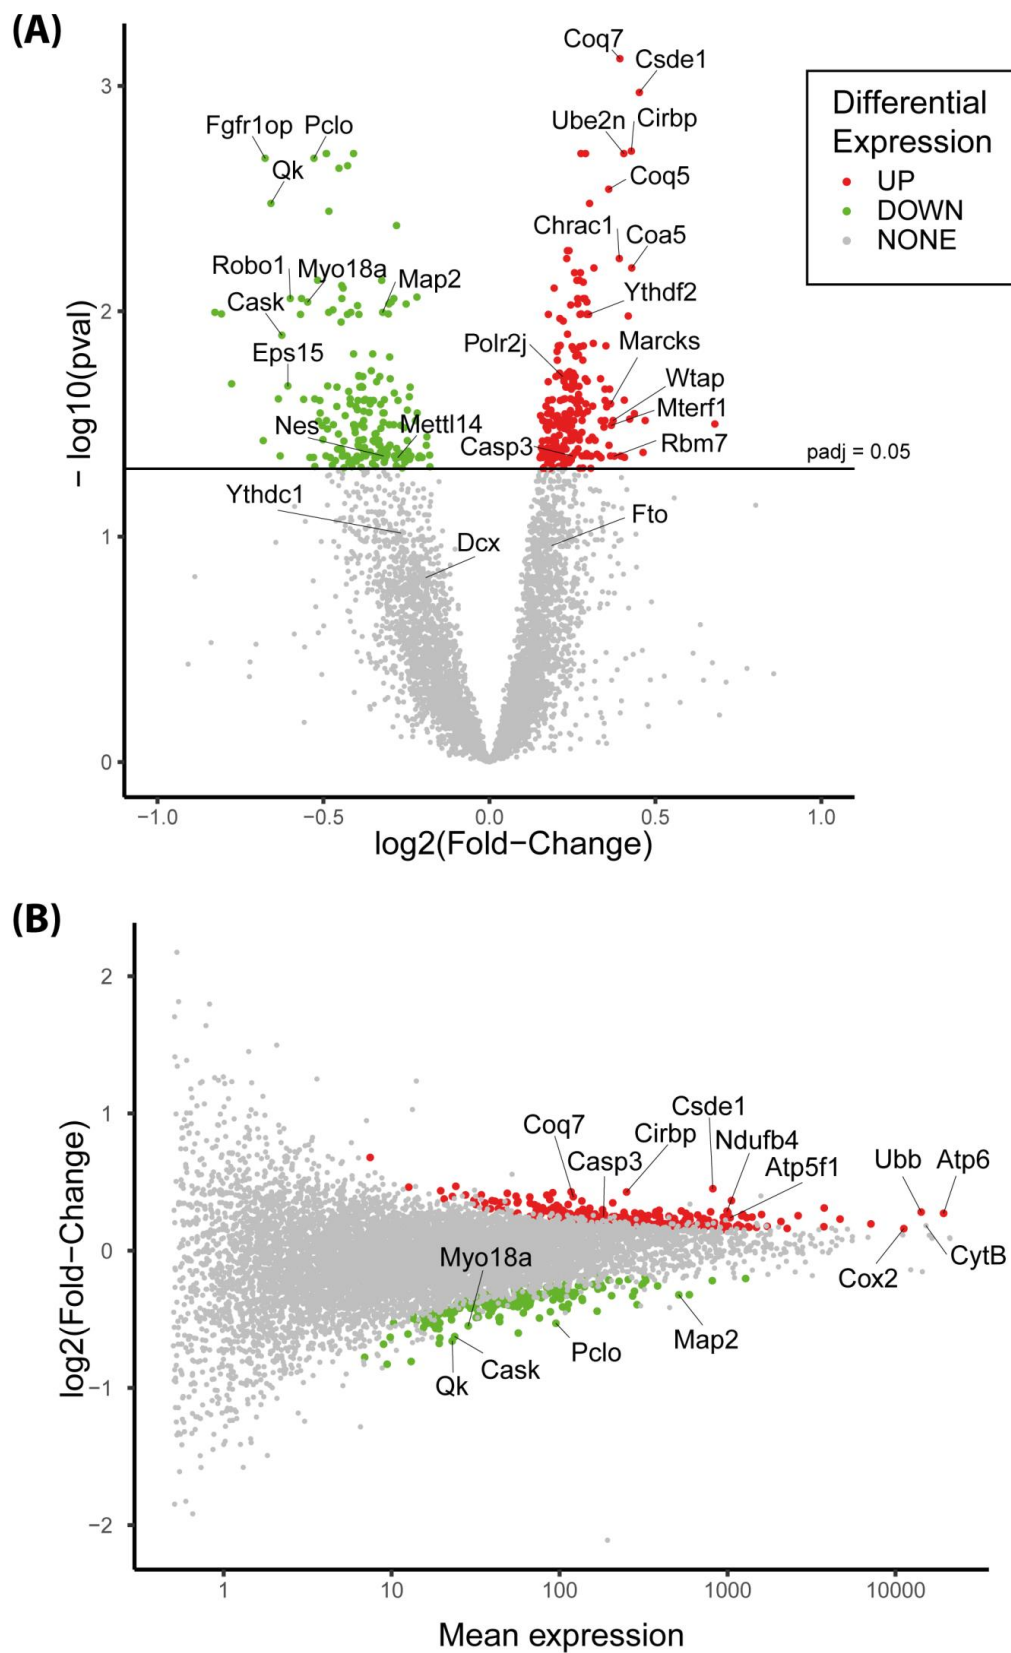 (A)
Coq7
Csde1
Differential
Expression
UP
DOWN
NONE
3
Fgfr1op Pclo
Ube2n Cirbp
Qk
Coq5
Chrac1 Coa5
Robo1 Myo18a Map2
Cask
Ythdf2
2
Eps15
Polr2j Marcks
Wtap
Nes Mettl14
Mterf1
Casp3 Rbm7
padj = 0.05
Ythdc1
Fto
Dcx
1
0
− log10(pval)
−1.0 −0.5 0.0 0.5 1.0
log2(Fold−Change)
(B)
2
1
0
−1
−2
log2(Fold−Change)
Csde1
Coq7 Cirbp Ndufb4
Casp3 Atp5f1 Ubb Atp6
Myo18a
CytB
Cox2
Map2
Pclo
Cask
Qk
1 10 100 1000 10000
Mean expression